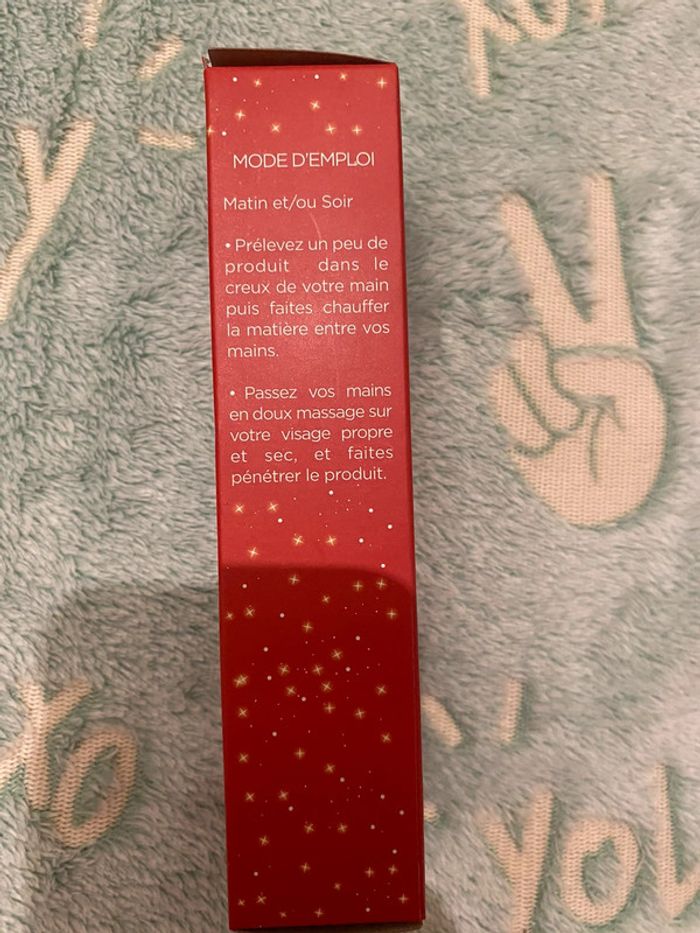 MODE D'EMPLOI
Matin et/ou Soir
• Prélevez un peu de
produit dans le
creux de votre main
puis faites chauffer
la matière entre vos
mains.
• Passez vos mains
en doux massage sur
votre visage propre
et sec, et faites
pénétrer le produit.
yol